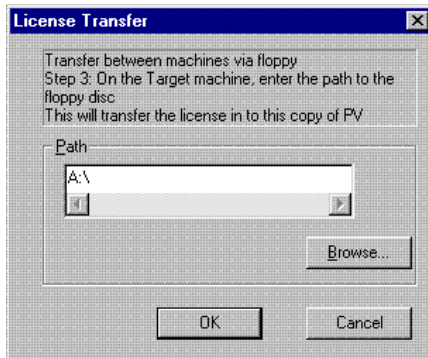 License Transfer
Transfer between machines via floppy
Step 3: On the Target machine, enter the path to the
floppy disc
This will transfer the license in to this copy of PV
Path
A:\
Browse...
OK
Cancel